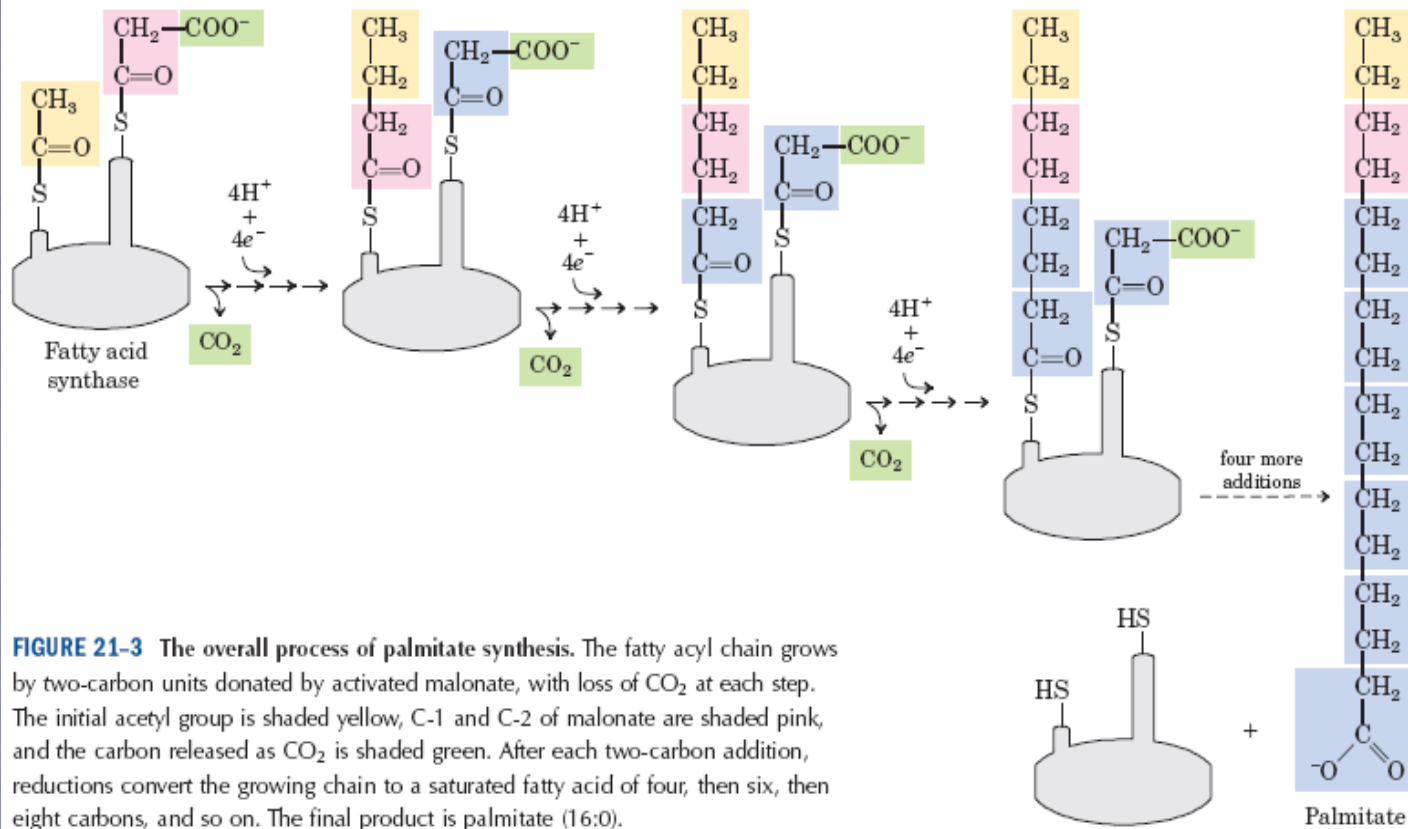 CH₂—COO⁻
C=O
S
CH₃
C=O
S
Fatty acid
synthase
4H⁺
+
4e⁻
CO₂
CH₃
CH₂
CH₂
C=O
S
CH₂—COO⁻
C=O
S
4H⁺
+
4e⁻
CO₂
CH₃
CH₂
CH₂
CH₂
CH₂
C=O
S
CH₂—COO⁻
C=O
S
4H⁺
+
4e⁻
CO₂
CH₃
CH₂
CH₂
CH₂
CH₂
CH₂
CH₂
C=O
S
CH₂—COO⁻
C=O
S
four more
additions
CH₃
CH₂
CH₂
CH₂
CH₂
CH₂
CH₂
CH₂
CH₂
CH₂
CH₂
CH₂
CH₂
CH₂
CH₂
C
⁻O O
Palmitate
HS
HS
+
FIGURE 21–3 The overall process of palmitate synthesis. The fatty acyl chain grows
by two-carbon units donated by activated malonate, with loss of CO₂ at each step.
The initial acetyl group is shaded yellow, C-1 and C-2 of malonate are shaded pink,
and the carbon released as CO₂ is shaded green. After each two-carbon addition,
reductions convert the growing chain to a saturated fatty acid of four, then six, then
eight carbons, and so on. The final product is palmitate (16:0).